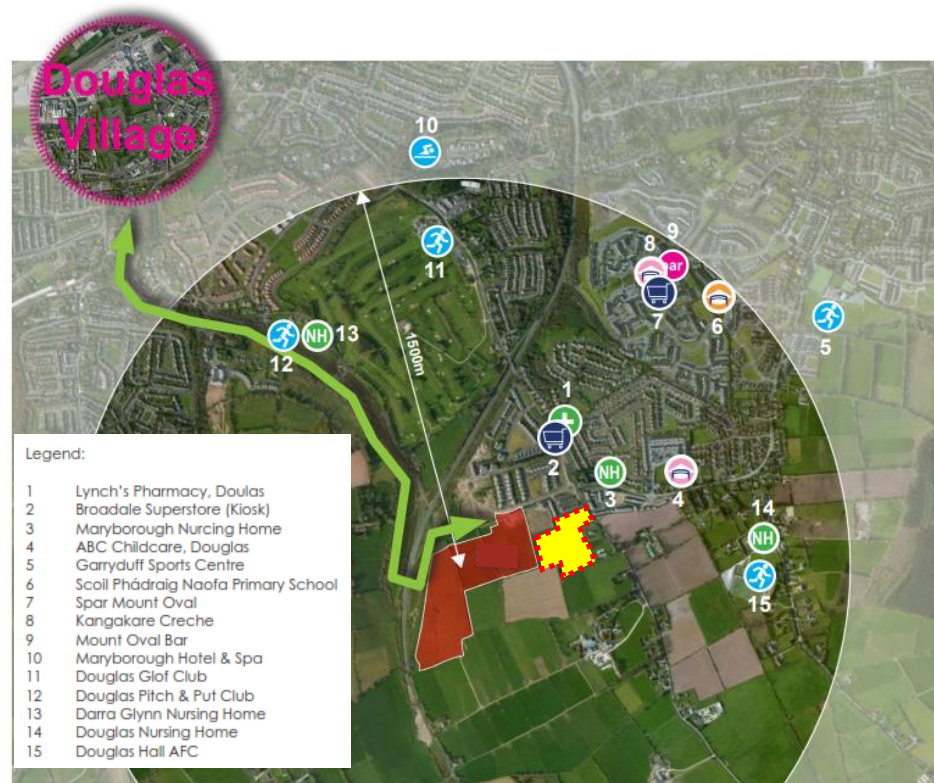 Douglas
Village
10
11
1500m
12
NH
13
8
9
bar
7
6
5
1
2
NH
3
4
14
NH
15
Legend:
1 Lynch's Pharmacy, Doulas
2 Broadale Superstore (Kiosk)
3 Maryborough Nurcing Home
4 ABC Childcare, Douglas
5 Garryduff Sports Centre
6 Scoil Phádraig Naofa Primary School
7 Spar Mount Oval
8 Kangakare Creche
9 Mount Oval Bar
10 Maryborough Hotel & Spa
11 Douglas Glof Club
12 Douglas Pitch & Put Club
13 Darra Glynn Nursing Home
14 Douglas Nursing Home
15 Douglas Hall AFC